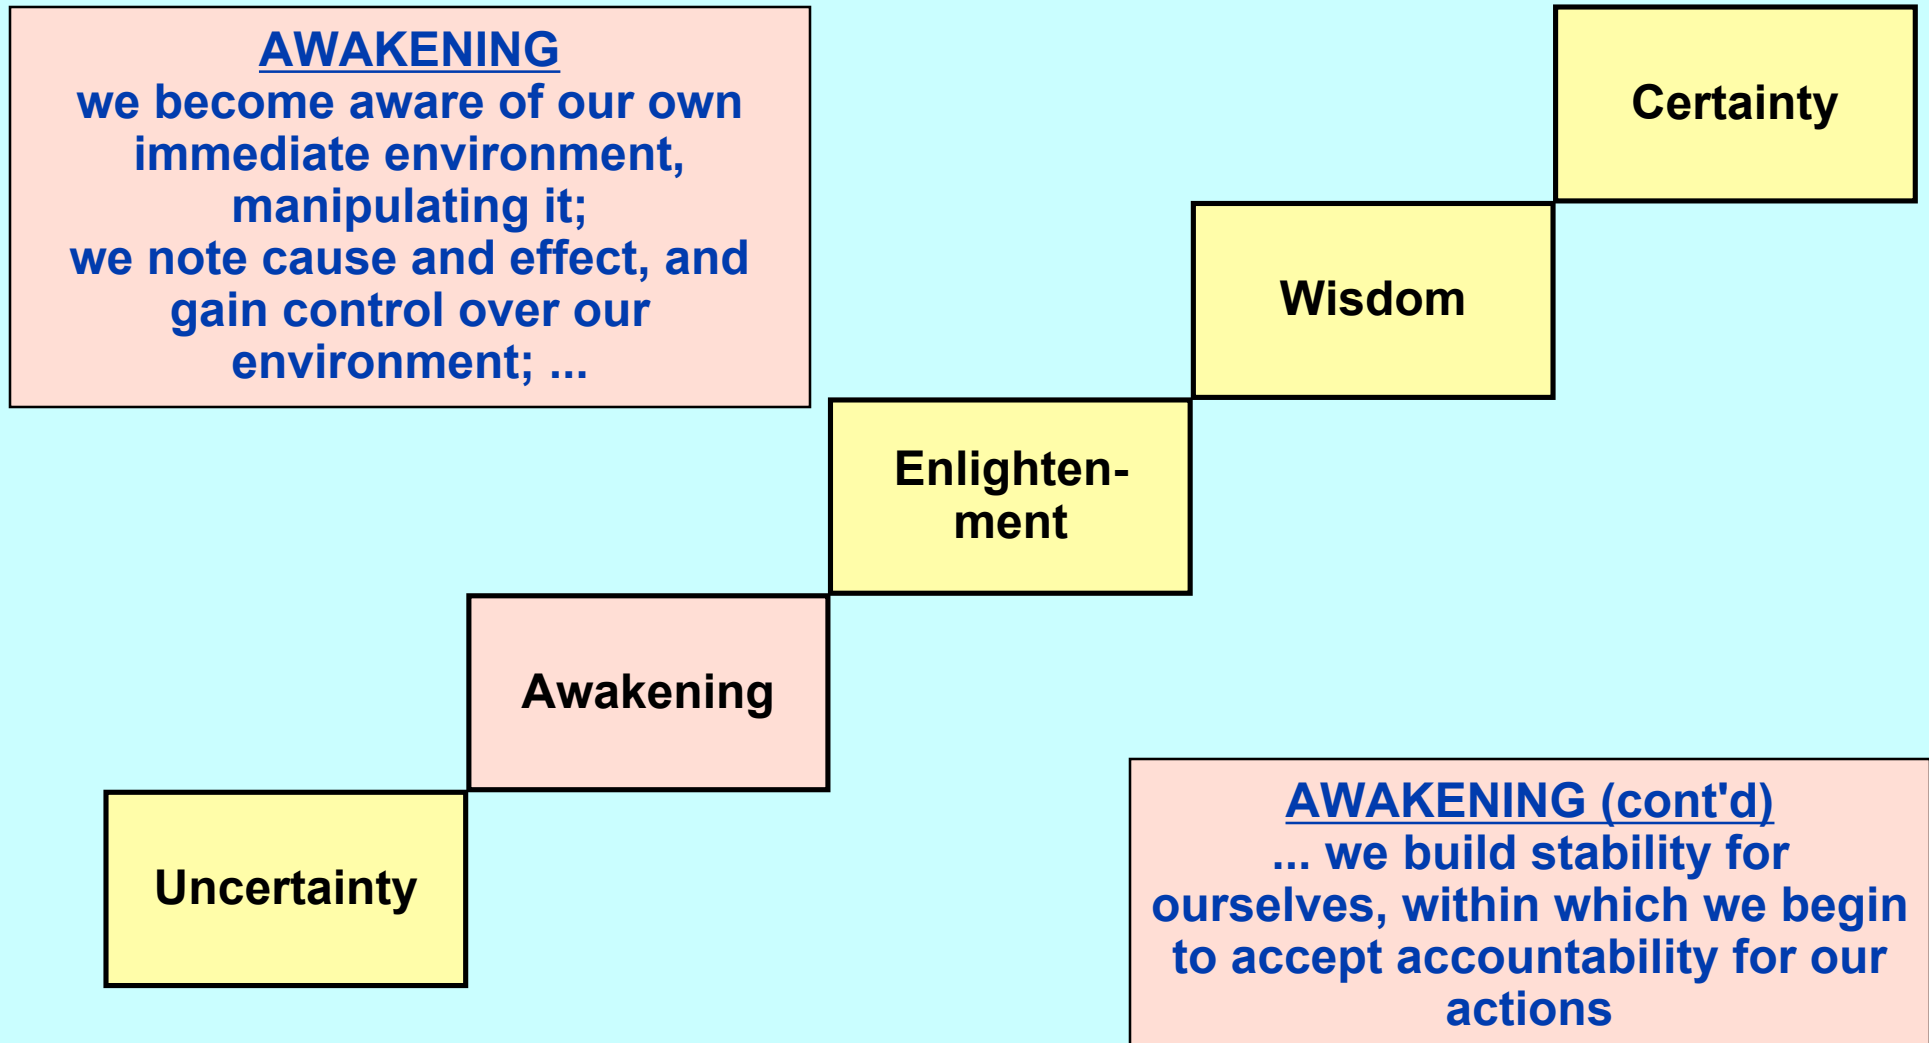 AWAKENING
we become aware of our own
immediate environment,
manipulating it;
we note cause and effect, and
gain control over our
environment; ...
Certainty
Wisdom
Enlighten-
ment
Awakening
Uncertainty
AWAKENING (cont'd)
... we build stability for
ourselves, within which we begin
to accept accountability for our
actions